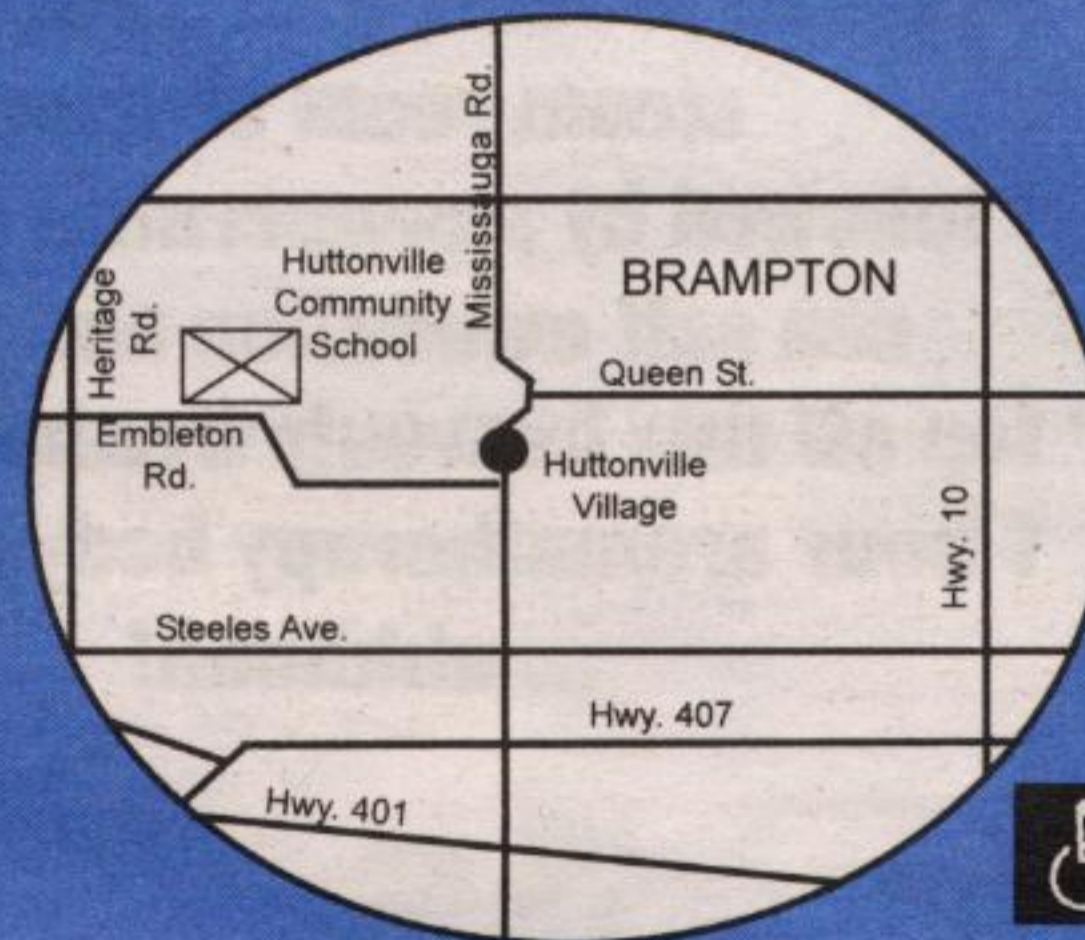 Mississauga Rd.
Heritage
Rd.
Huttonville
Community
School
BRAMPTON
Queen St.
Embleton
Rd.
Huttonville
Village
Hwy. 10
Steeles Ave.
Hwy. 407
Hwy. 401